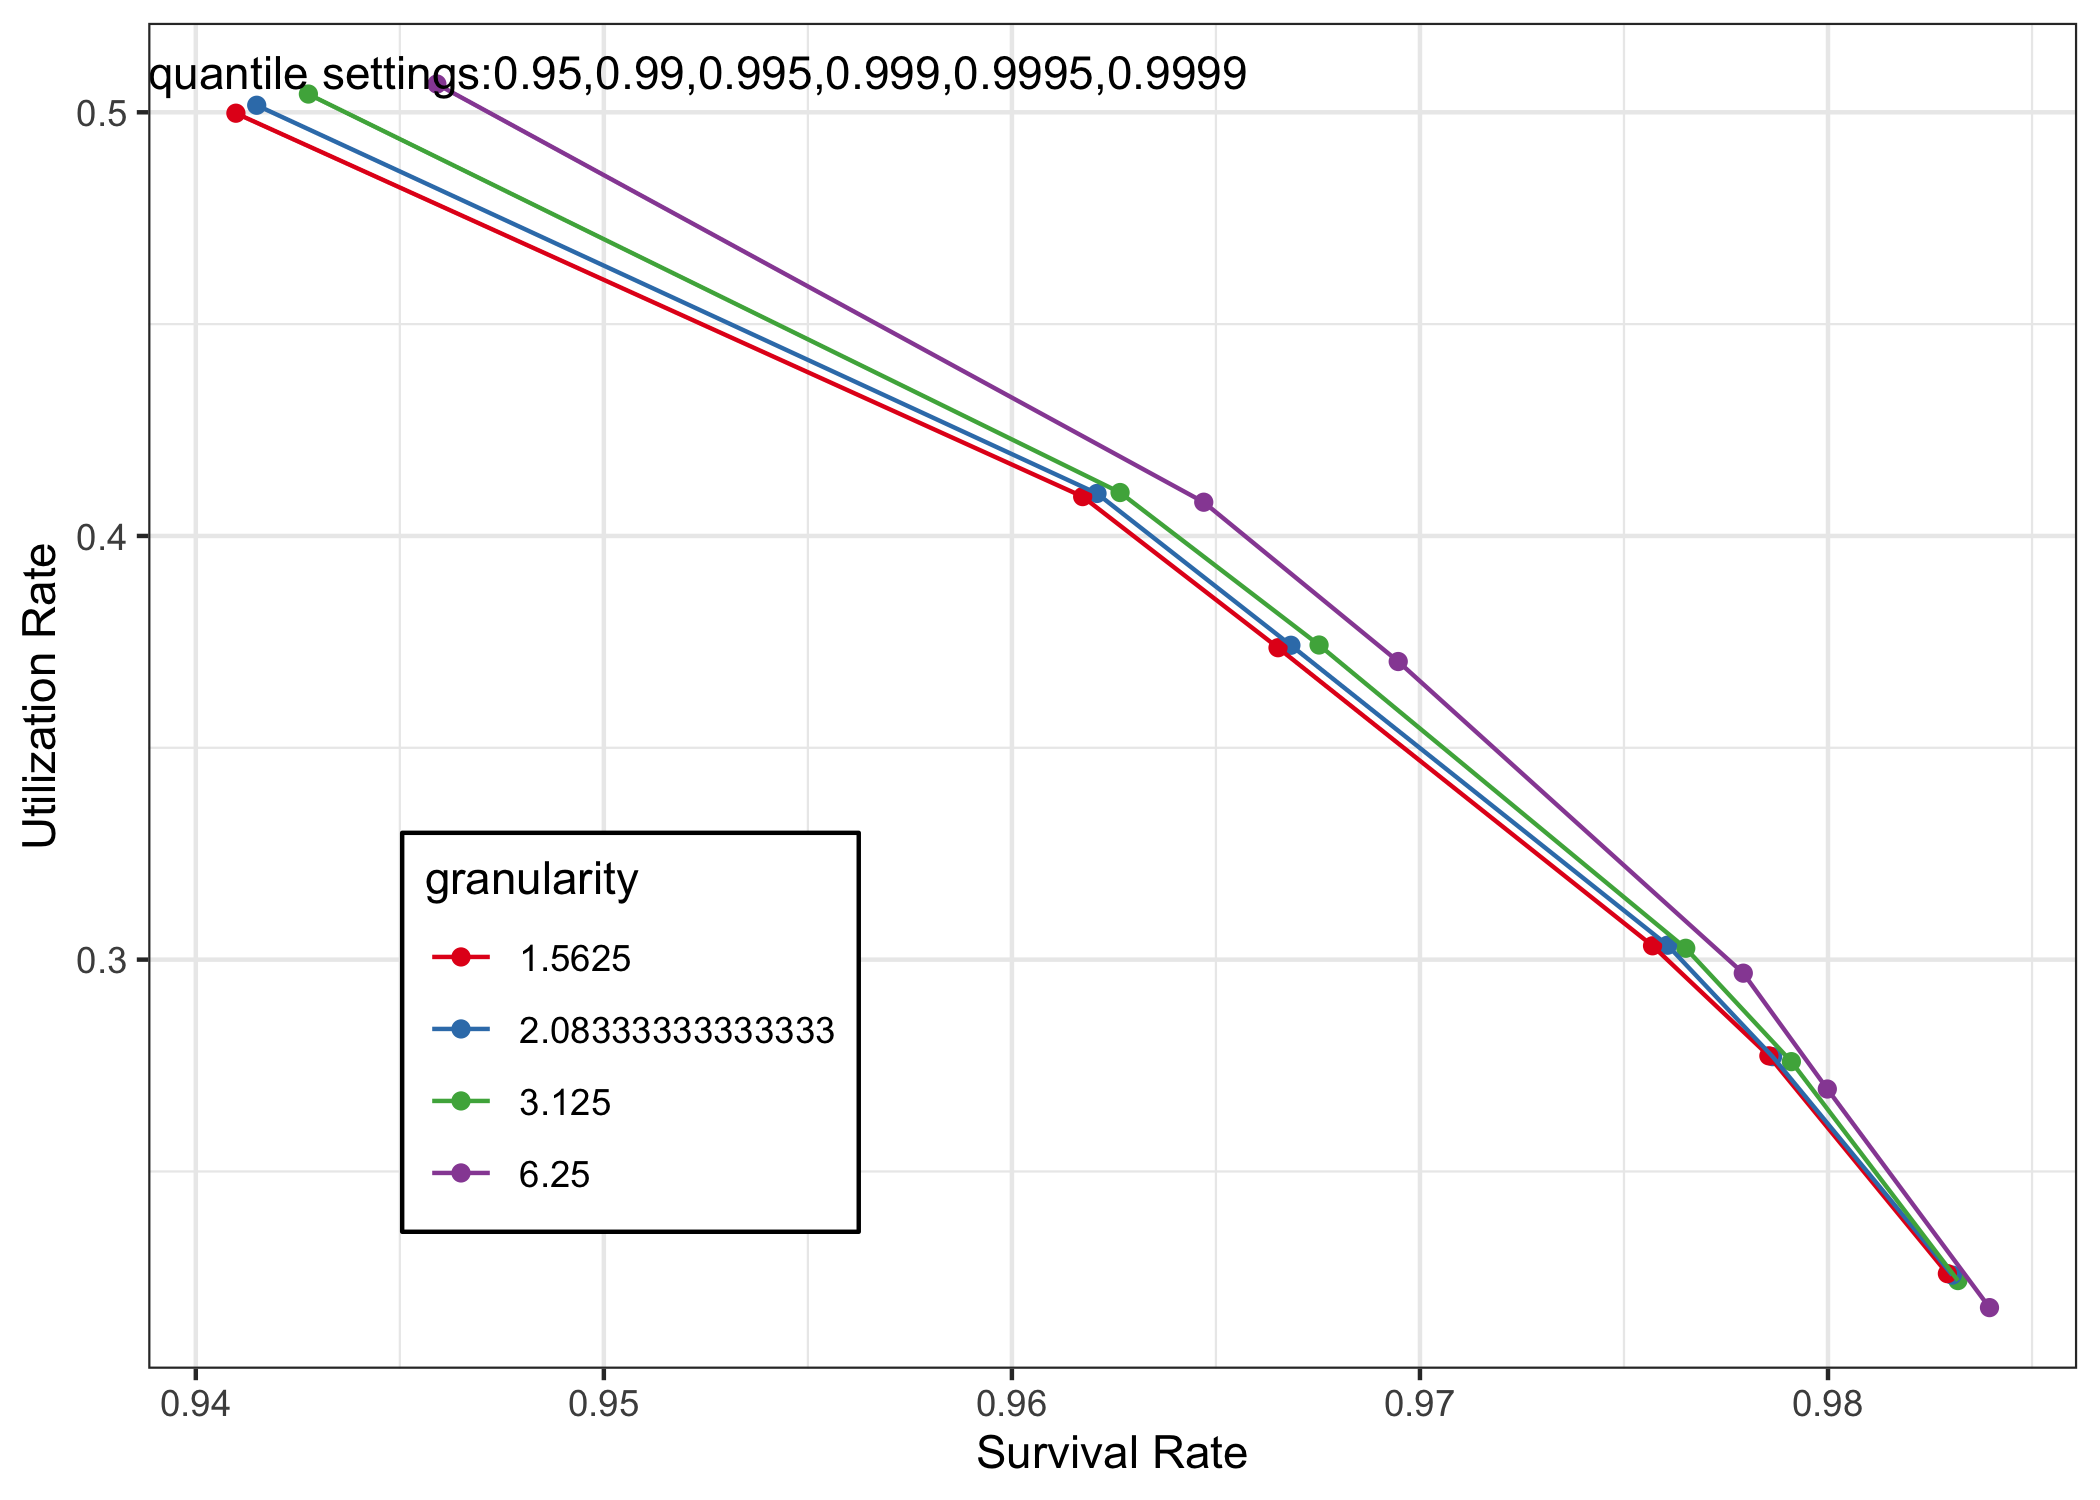 quantile settings:0.95,0.99,0.995,0.999,0.9995,0.9999
0.5
0.4
0.3
Utilization Rate
granularity
1.5625
2.08333333333333
3.125
6.25
0.94 0.95 0.96 0.97 0.98
Survival Rate